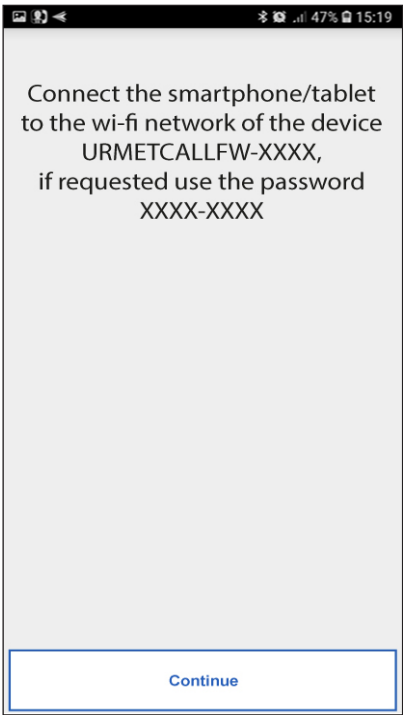 47% 15:19
Connect the smartphone/tablet
to the wi-fi network of the device
URMETCALLFW-XXXX,
if requested use the password
XXXX-XXXX
Continue